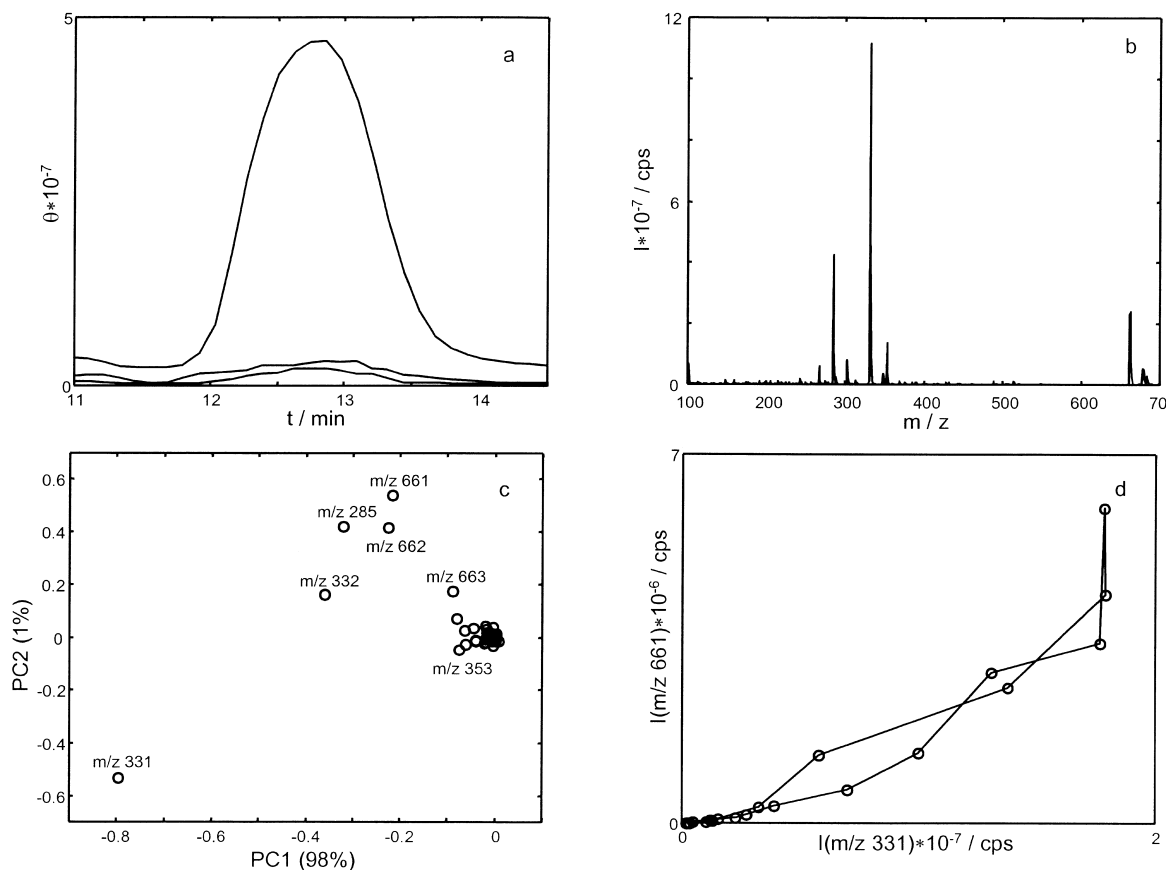 5
a
θ*10-7
0
11
12
13
14
t / min
12
b
I*10-7 / cps
6
0
100
200
300
400
500
600
70
m / z
0.6
m/z 661
c
m/z 285
0.4
m/z 662
m/z 332
m/z 663
0.2
PC2 (1%)
0
m/z 353
-0.2
-0.4
m/z 331
-0.6
-0.8
-0.6
-0.4
-0.2
0
PC1 (98%)
7
d
I(m/z 661)*10-6 / cps
0
0
2
I(m/z 331)*10-7 / cps